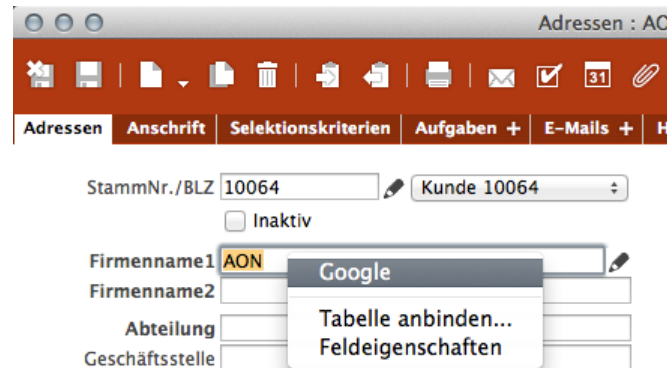 Adressen : AO
31
Adressen Anschrift Selektionskriterien Aufgaben + E-Mails + H
StammNr./BLZ 10064 Kunde 10064
Inaktiv
Firmenname1 AON
Google
Firmenname2
Tabelle anbinden...
Abteilung
Feldeigenschaften
Geschäftsstelle